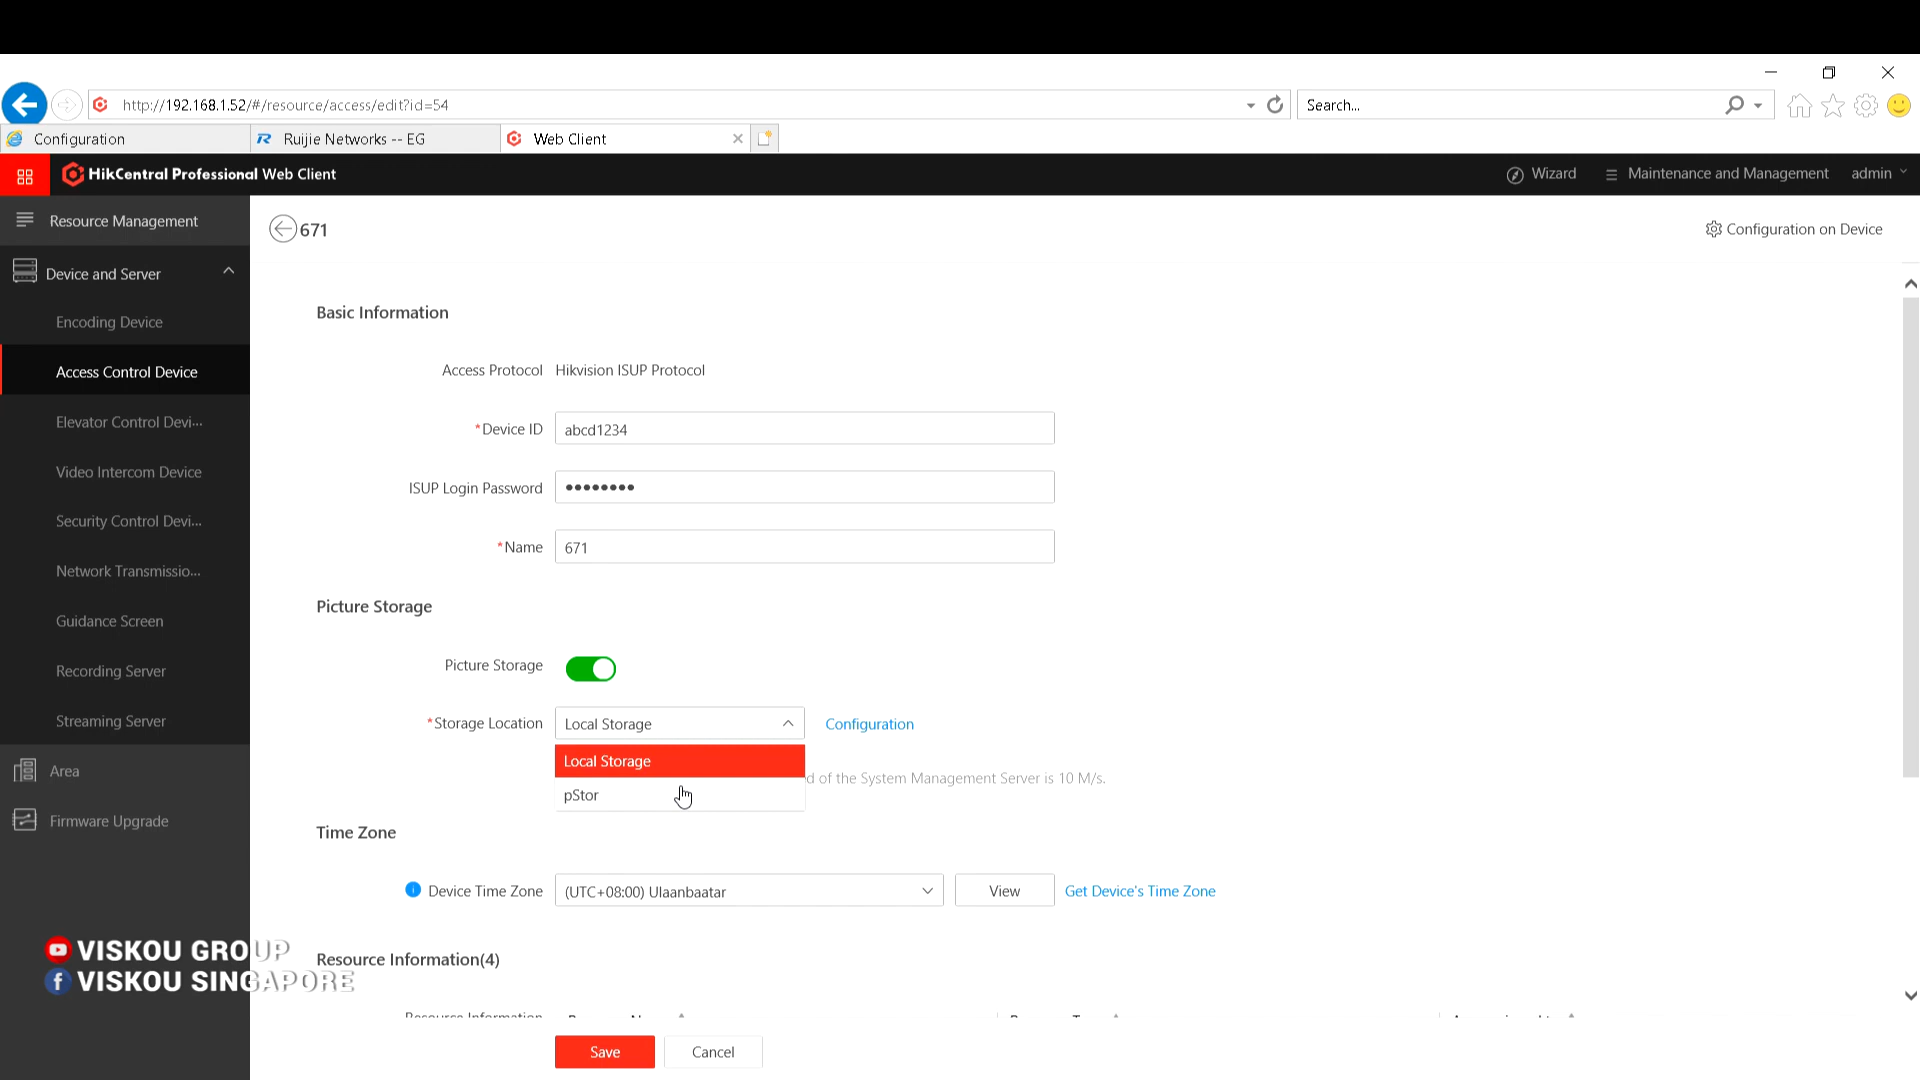 http://192.168.1.52/#/resource/access/edit?id=54
Search...
Configuration
Ruijie Networks -- EG
Web Client
HikCentral Professional Web Client
Wizard
Maintenance and Management
admin
Resource Management
671
Configuration on Device
Device and Server
Encoding Device
Access Control Device
Elevator Control Devi...
Video Intercom Device
Security Control Devi...
Network Transmissio...
Guidance Screen
Recording Server
Streaming Server
Area
Firmware Upgrade
Basic Information
Access Protocol Hikvision ISUP Protocol
*Device ID abcd1234
ISUP Login Password ●●●●●●●●
*Name 671
Picture Storage
Picture Storage
*Storage Location Local Storage Configuration
Local Storage
d of the System Management Server is 10 M/s.
pStor
Time Zone
Device Time Zone (UTC+08:00) Ulaanbaatar View Get Device's Time Zone
Resource Information(4)
Resource Information
Save Cancel
VISKOU GROUP
VISKOU SINGAPORE